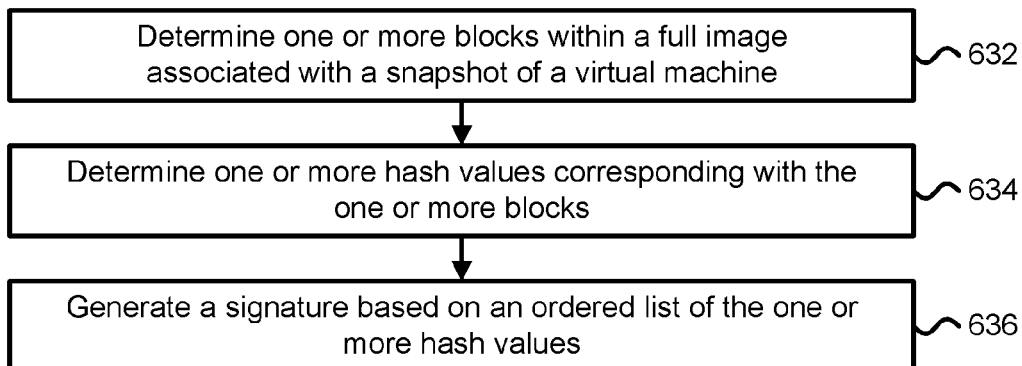 Determine one or more blocks within a full image
associated with a snapshot of a virtual machine
632
Determine one or more hash values corresponding with the
one or more blocks
634
Generate a signature based on an ordered list of the one or
more hash values
636